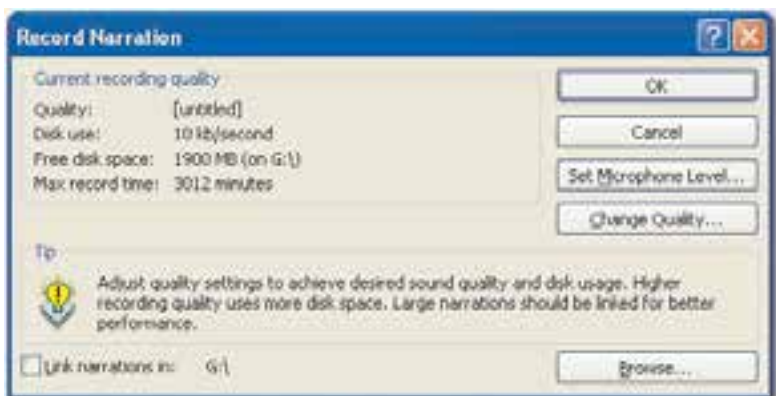 Record Narration
Current recording quality
Quality: [untitled]
Disk use: 10 kb/second
Free disk space: 1900 MB (on G:\)
Max record time: 3012 minutes
OK
Cancel
Set Microphone Level...
Change Quality...
Tip
Adjust quality settings to achieve desired sound quality and disk usage. Higher
recording quality uses more disk space. Large narrations should be linked for better
performance.
Link narrations in: G:\
Browse...